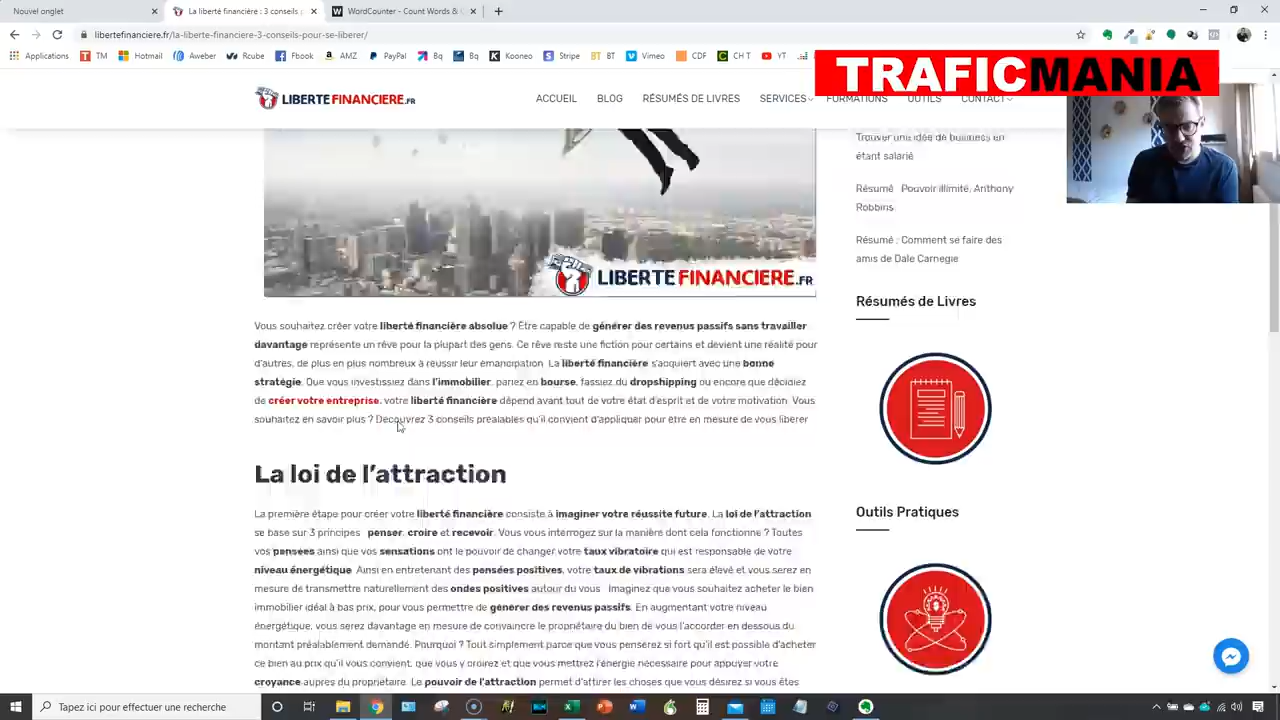 Nouvel onglet
La liberté financière : 3 conseils p
WordCounter - Count Words &
libertefinanciere.fr/la-liberte-financiere-3-conseils-pour-se-liberer/
Applications TM Hotmail Aweber Rcube Fbook AMZ PayPal Bq Bq Kooneo Stripe BT BT Vimeo CDF CH T YT
TRAFICMANIA
LIBERTEFINANCIERE.FR
ACCUEIL BLOG RÉSUMÉS DE LIVRES SERVICES FORMATIONS OUTILS CONTACT
Trouver une idée de business en
étant salarié
Résumé : Pouvoir illimité, Anthony
Robbins
Résumé : Comment se faire des
amis de Dale Carnegie
LIBERTE FINANCIERE.FR
Résumés de Livres
Vous souhaitez créer votre liberté financière absolue ? Être capable de générer des revenus passifs sans travailler
davantage représente un rêve pour la plupart des gens. Ce rêve reste une fiction pour certains et devient une réalité pour
d'autres, de plus en plus nombreux à réussir leur émancipation. La liberté financière s'acquiert avec une bonne
stratégie. Que vous investissiez dans l'immobilier, pariez en bourse, fassiez du dropshipping ou encore que décidiez
de créer votre entreprise, votre liberté financière dépend avant tout de votre état d'esprit et de votre motivation. Vous
souhaitez en savoir plus ? Découvrez 3 conseils préalables qu'il convient d'appliquer pour être en mesure de vous libérer
La loi de l'attraction
Outils Pratiques
La première étape pour créer votre liberté financière consiste à imaginer votre réussite future. La loi de l'attraction
se base sur 3 principes : penser, croire et recevoir. Vous vous interrogez sur la manière dont cela fonctionne ? Toutes
vos pensées ainsi que vos sensations ont le pouvoir de changer votre taux vibratoire qui est responsable de votre
niveau énergétique. Ainsi en entretenant des pensées positives, votre taux de vibrations sera élevé et vous serez en
mesure de transmettre naturellement des ondes positives autour du vous. Imaginez que vous souhaitez acheter le bien
immobilier idéal à bas prix, pour vous permettre de générer des revenus passifs. En augmentant votre niveau
énergétique, vous serez davantage en mesure de convaincre le propriétaire du bien de vous l'accorder en dessous du
montant préalablement demandé. Pourquoi ? Tout simplement parce que vous penserez si fort qu'il est possible d'acheter
ce bien au prix qu'il vous convient, que vous y croirez et que vous mettrez l'énergie nécessaire pour appuyer votre
croyance auprès du propriétaire. Le pouvoir de l'attraction permet d'attirer les choses que vous désirez si vous êtes
Tapez ici pour effectuer une recherche